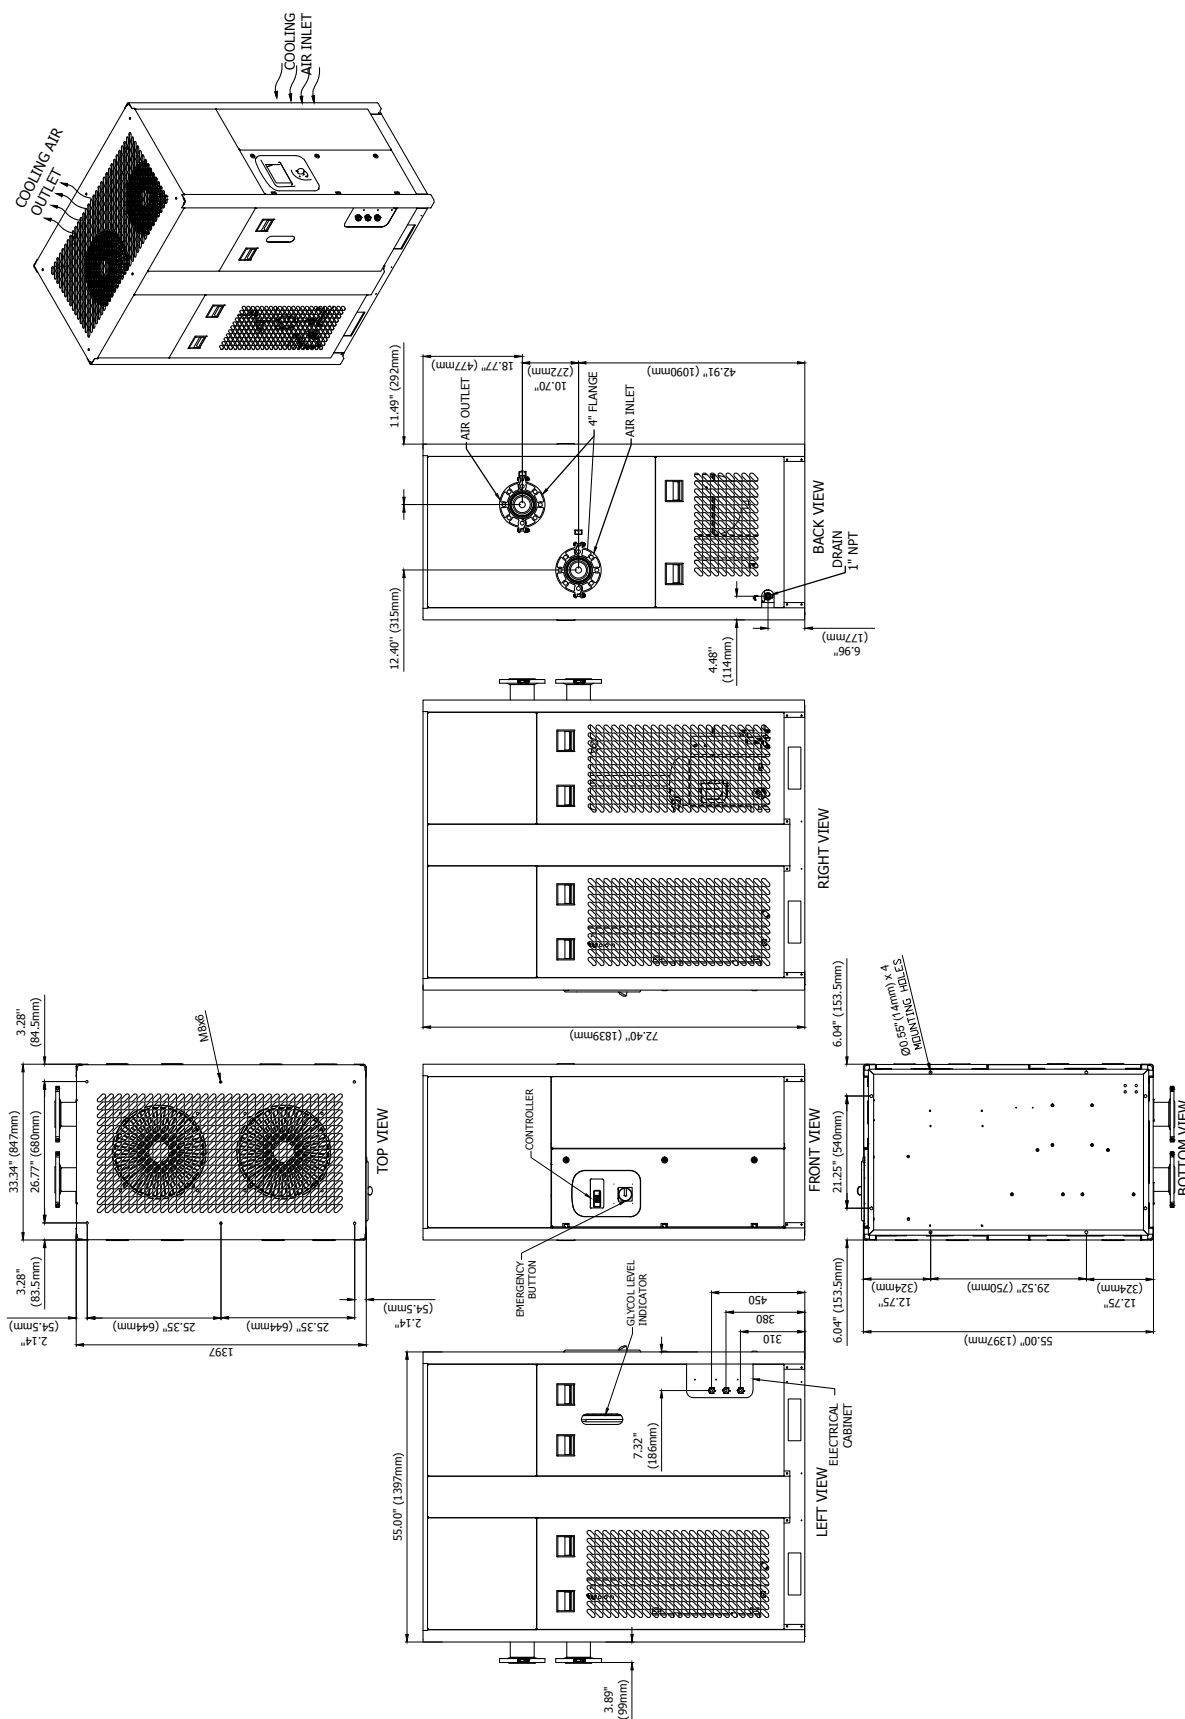 COOLING AIR
OUTLET
COOLING
AIR INLET
11.49" (292mm)
18.77" (477mm)
10.70"
(272mm)
42.91" (1090mm)
AIR OUTLET
4" FLANGE
AIR INLET
12.40" (315mm)
4.48"
(114mm)
6.96"
(177mm)
DRAIN
1" NPT
BACK VIEW
RIGHT VIEW
72.40" (1839mm)
3.28"
(84.5mm)
33.34" (847mm)
26.77" (680mm)
3.28"
(83.5mm)
M8x6
TOP VIEW
2.14"
(54.5mm)
25.35" (644mm)
25.35" (644mm)
2.14"
(54.5mm)
1397
CONTROLLER
EMERGENCY
BUTTON
FRONT VIEW
6.04" (153.5mm)
Ø0.55"(14mm) x 4
MOUNTING HOLES
21.25" (540mm)
6.04" (153.5mm)
12.75"
(324mm)
29.52" (750mm)
12.75"
(324mm)
55.00" (1397mm)
BOTTOM VIEW
GLYCOL LEVEL
INDICATOR
450
380
310
7.32"
(186mm)
ELECTRICAL
CABINET
55.00" (1397mm)
LEFT VIEW
3.89"
(99mm)